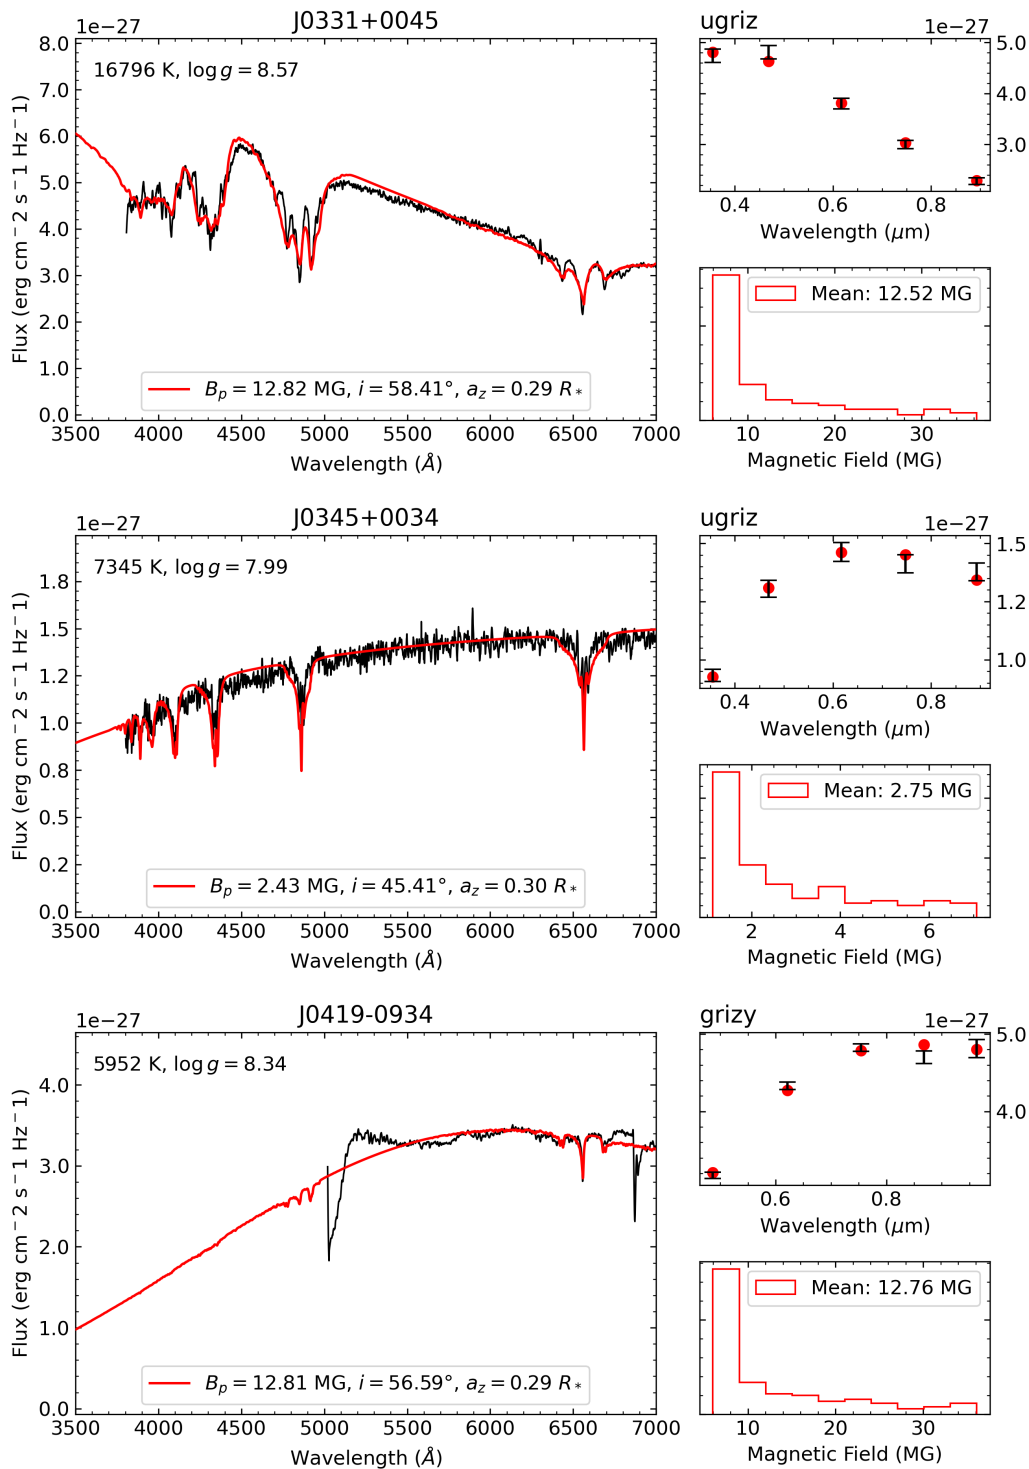 J0331+0045
1e−27
16796 K, log g = 8.57
8.0
7.0
6.0
5.0
4.0
3.0
2.0
1.0
0.0
Flux (erg cm−2 s−1 Hz−1)
B_p = 12.82 MG, i = 58.41°, a_z = 0.29 R_*
3500 4000 4500 5000 5500 6000 6500 7000
Wavelength (Å)
ugriz
1e−27
5.0
4.0
3.0
0.4 0.6 0.8
Wavelength (μm)
Mean: 12.52 MG
10 20 30
Magnetic Field (MG)
J0345+0034
1e−27
7345 K, log g = 7.99
1.8
1.5
1.2
1.0
0.8
0.5
0.2
0.0
Flux (erg cm−2 s−1 Hz−1)
B_p = 2.43 MG, i = 45.41°, a_z = 0.30 R_*
3500 4000 4500 5000 5500 6000 6500 7000
Wavelength (Å)
ugriz
1e−27
1.5
1.2
1.0
0.4 0.6 0.8
Wavelength (μm)
Mean: 2.75 MG
2 4 6
Magnetic Field (MG)
J0419-0934
1e−27
5952 K, log g = 8.34
4.0
3.0
2.0
1.0
0.0
Flux (erg cm−2 s−1 Hz−1)
B_p = 12.81 MG, i = 56.59°, a_z = 0.29 R_*
3500 4000 4500 5000 5500 6000 6500 7000
Wavelength (Å)
grizy
1e−27
5.0
4.0
0.6 0.8
Wavelength (μm)
Mean: 12.76 MG
10 20 30
Magnetic Field (MG)